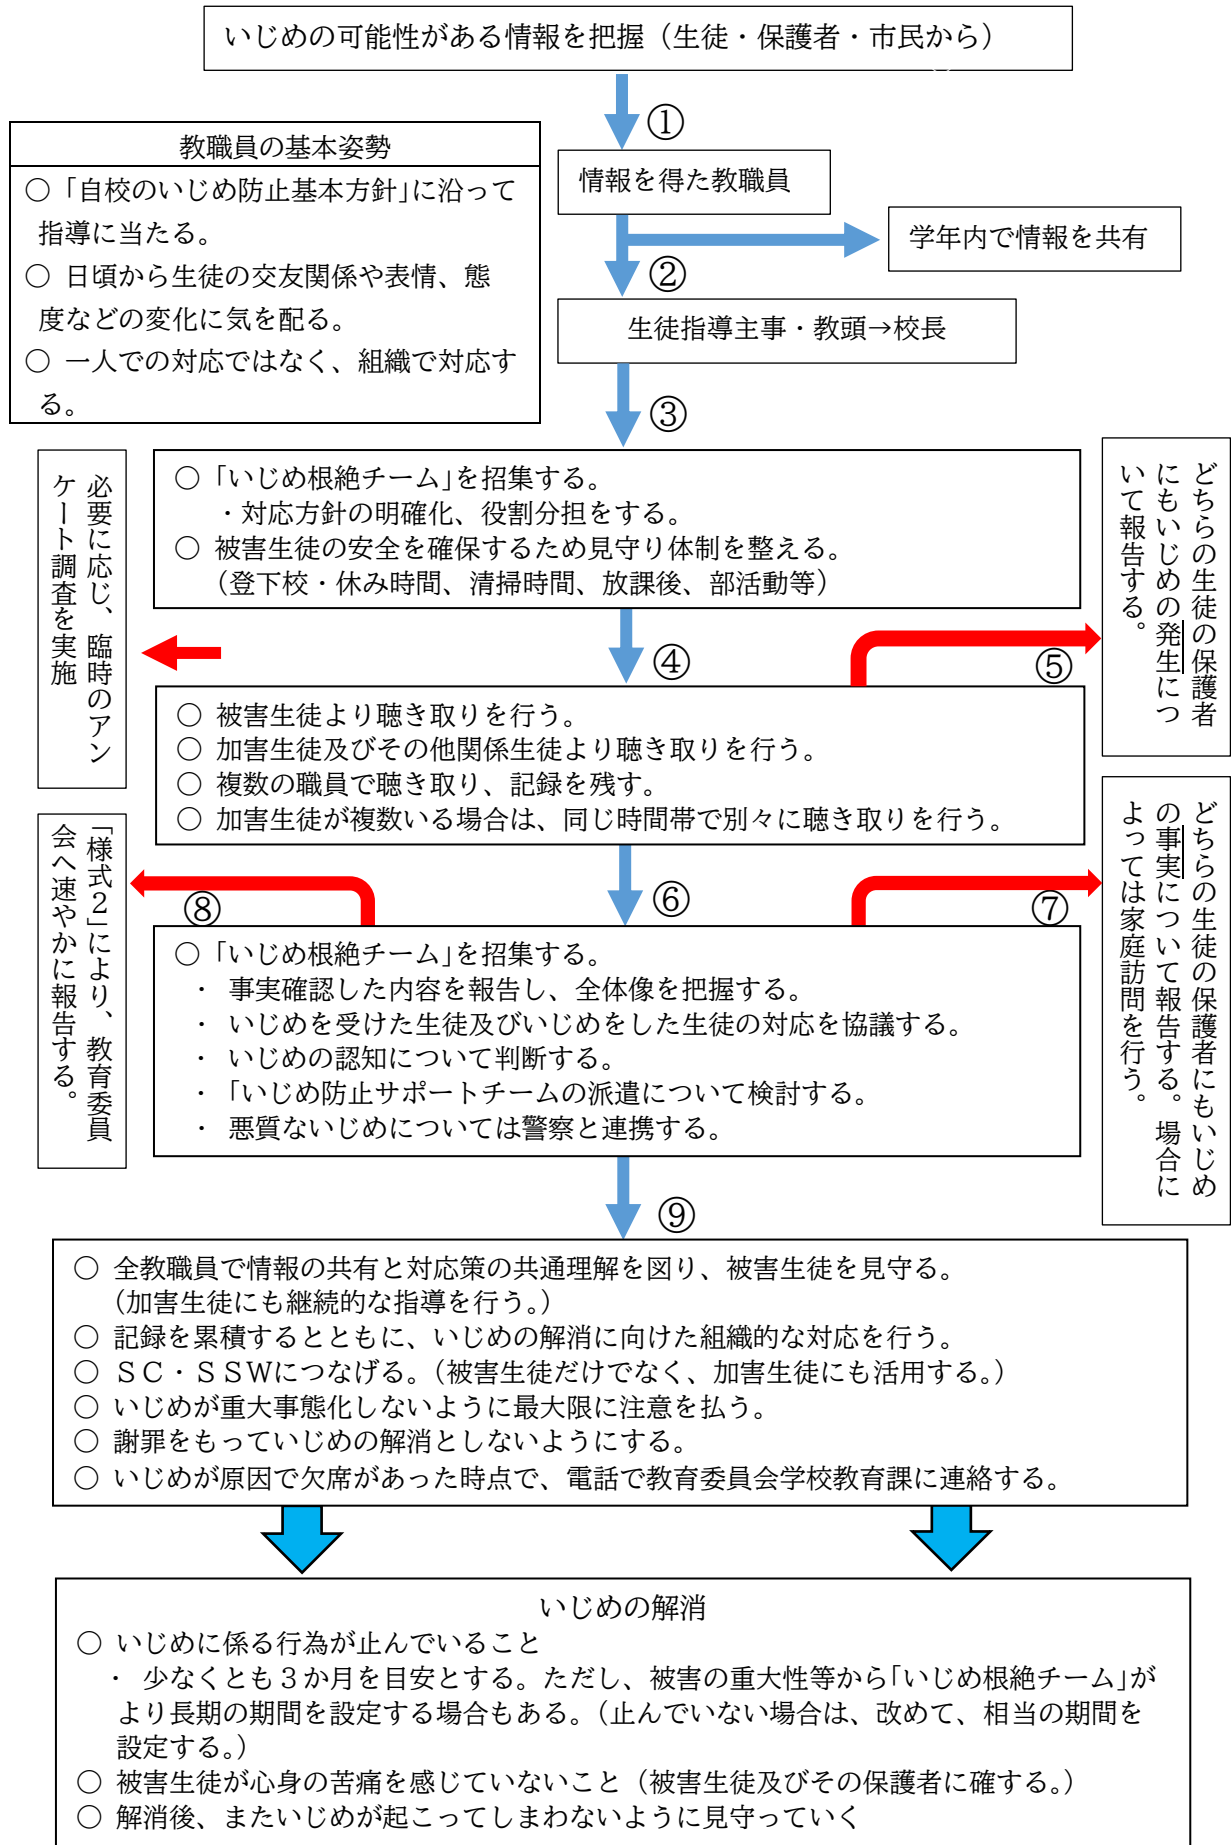 いじめの可能性がある情報を把握（生徒・保護者・市民から）
①
教職員の基本姿勢
○「自校のいじめ防止基本方針」に沿って
指導に当たる。
○ 日頃から生徒の交友関係や表情、態
度などの変化に気を配る。
○ 一人での対応ではなく、組織で対応す
る。
情報を得た教職員
学年内で情報を共有
②
生徒指導主事・教頭→校長
③
○「いじめ根絶チーム」を招集する。
・対応方針の明確化、役割分担をする。
○ 被害生徒の安全を確保するため見守り体制を整える。
（登下校・休み時間、清掃時間、放課後、部活動等）
必要に応じ、臨時のアン
ケート調査を実施
④
⑤
どちらの生徒の保護者
にもいじめの発生につ
いて報告する。
○ 被害生徒より聴き取りを行う。
○ 加害生徒及びその他関係生徒より聴き取りを行う。
○ 複数の職員で聴き取り、記録を残す。
○ 加害生徒が複数いる場合は、同じ時間帯で別々に聴き取りを行う。
⑥
⑦
どちらの生徒の保護者にもいじめ
の事実について報告する。場合に
よっては家庭訪問を行う。
⑧
「様式２」により、教育委員
会へ速やかに報告する。
○「いじめ根絶チーム」を招集する。
・ 事実確認した内容を報告し、全体像を把握する。
・ いじめを受けた生徒及びいじめをした生徒の対応を協議する。
・ いじめの認知について判断する。
・「いじめ防止サポートチームの派遣について検討する。
・ 悪質ないじめについては警察と連携する。
⑨
○ 全教職員で情報の共有と対応策の共通理解を図り、被害生徒を見守る。
（加害生徒にも継続的な指導を行う。）
○ 記録を累積するとともに、いじめの解消に向けた組織的な対応を行う。
○ ＳＣ・ＳＳＷにつなげる。（被害生徒だけでなく、加害生徒にも活用する。）
○ いじめが重大事態化しないように最大限に注意を払う。
○ 謝罪をもっていじめの解消としないようにする。
○ いじめが原因で欠席があった時点で、電話で教育委員会学校教育課に連絡する。
いじめの解消
○ いじめに係る行為が止んでいること
・ 少なくとも３か月を目安とする。ただし、被害の重大性等から「いじめ根絶チーム」が
より長期の期間を設定する場合もある。（止んでいない場合は、改めて、相当の期間を
設定する。）
○ 被害生徒が心身の苦痛を感じていないこと（被害生徒及びその保護者に確する。）
○ 解消後、またいじめが起こってしまわないように見守っていく